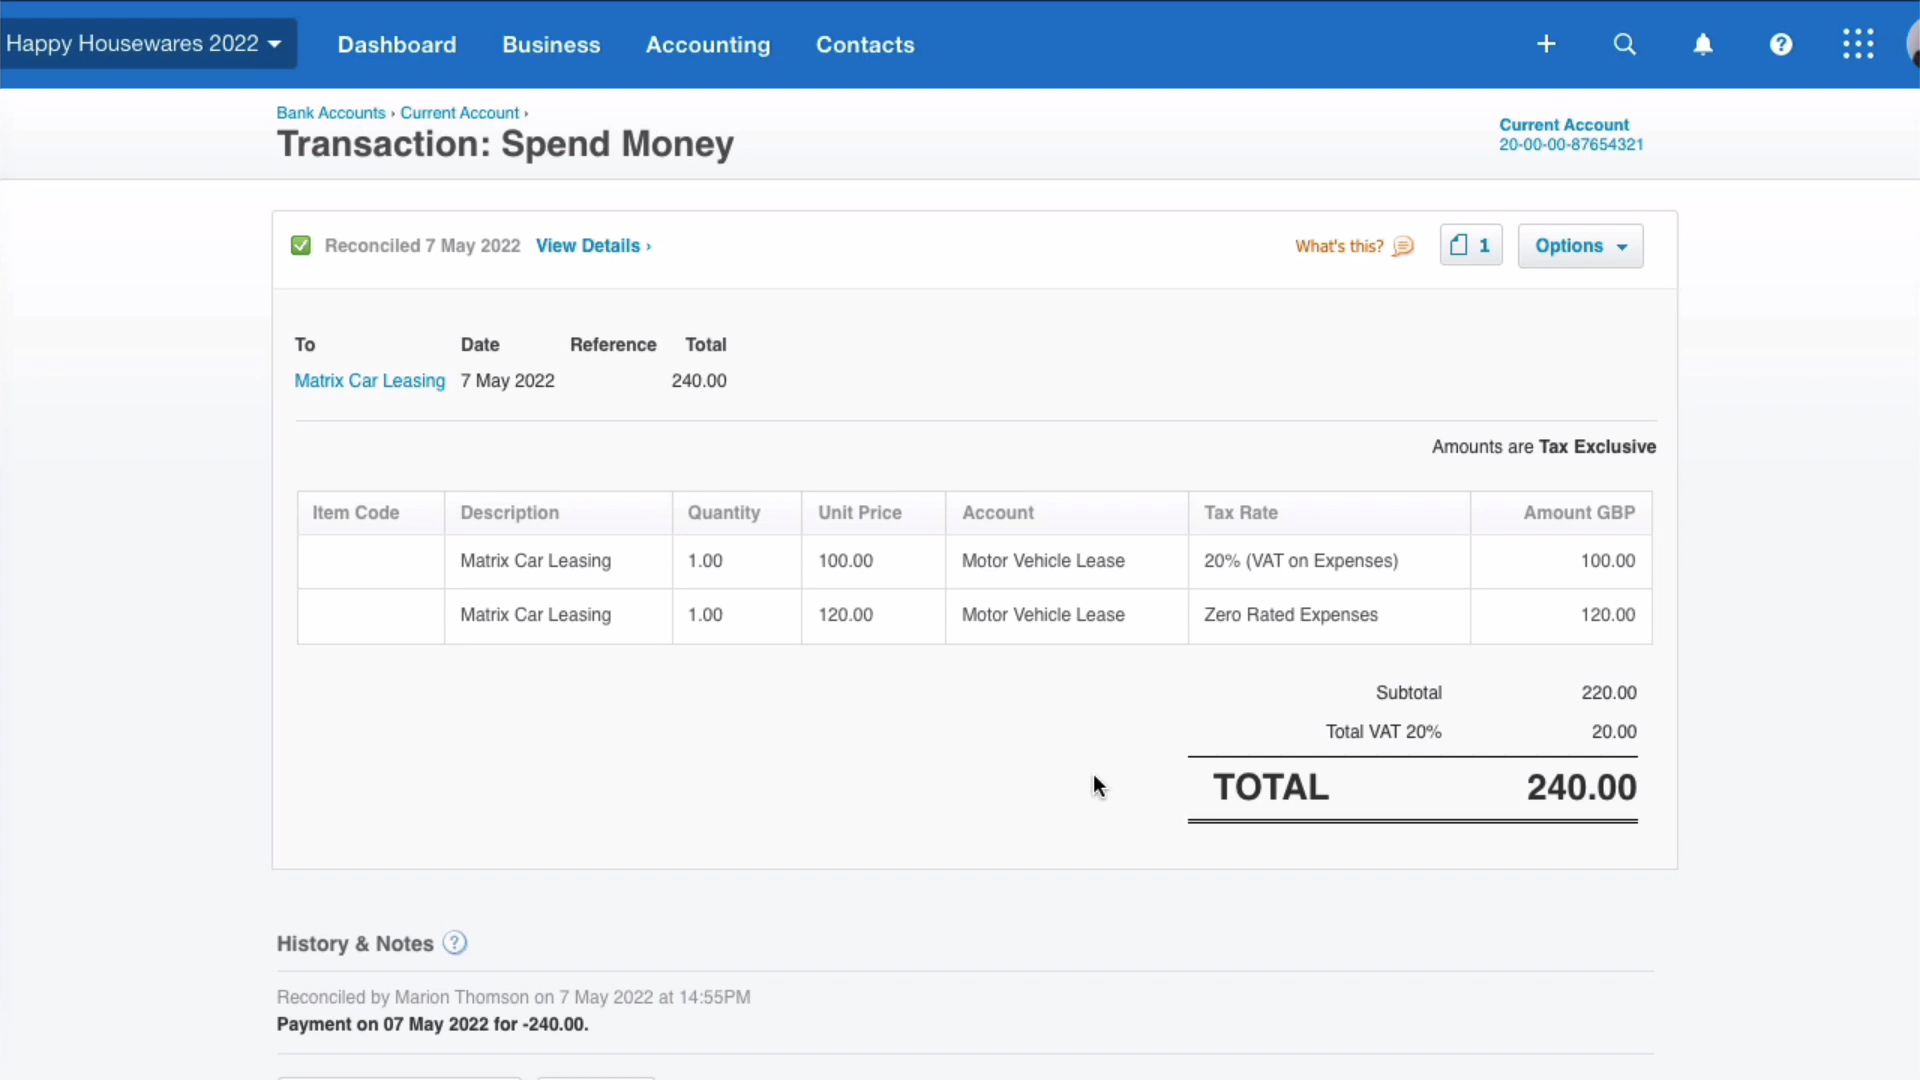 Happy Housewares 2022 Dashboard Business Accounting Contacts
Bank Accounts › Current Account ›
Transaction: Spend Money
Current Account
20-00-00-87654321
Reconciled 7 May 2022 View Details › What's this? 1 Options
To Date Reference Total
Matrix Car Leasing 7 May 2022 240.00
Amounts are Tax Exclusive
Item Code Description Quantity Unit Price Account Tax Rate Amount GBP
Matrix Car Leasing 1.00 100.00 Motor Vehicle Lease 20% (VAT on Expenses) 100.00
Matrix Car Leasing 1.00 120.00 Motor Vehicle Lease Zero Rated Expenses 120.00
Subtotal 220.00
Total VAT 20% 20.00
TOTAL 240.00
History & Notes ?
Reconciled by Marion Thomson on 7 May 2022 at 14:55PM
Payment on 07 May 2022 for -240.00.